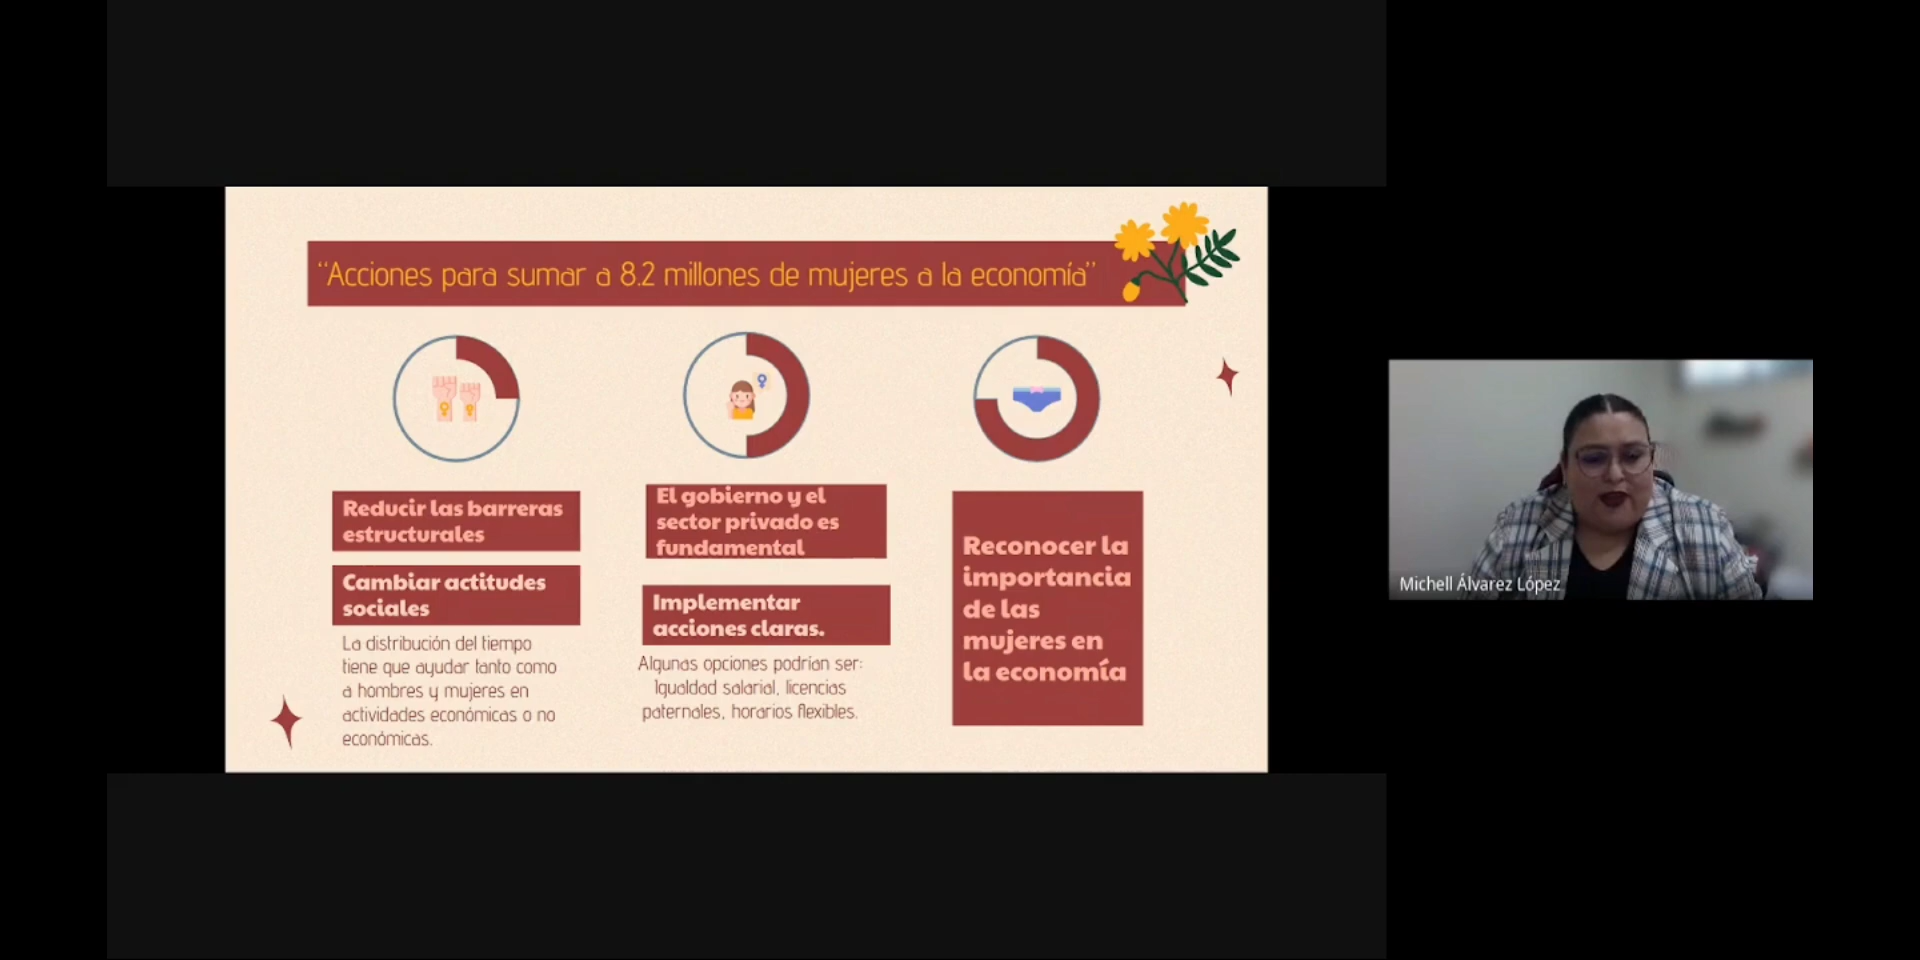 “Acciones para sumar a 8.2 millones de mujeres a la economía”
Reducir las barreras
estructurales
Cambiar actitudes
sociales
La distribución del tiempo
tiene que ayudar tanto como
a hombres y mujeres en
actividades económicas o no
económicas.
El gobierno y el
sector privado es
fundamental
Implementar
acciones claras.
Algunas opciones podrían ser:
Igualdad salarial, licencias
paternales, horarios flexibles.
Reconocer la
importancia
de las
mujeres en
la economía
Michell Álvarez López